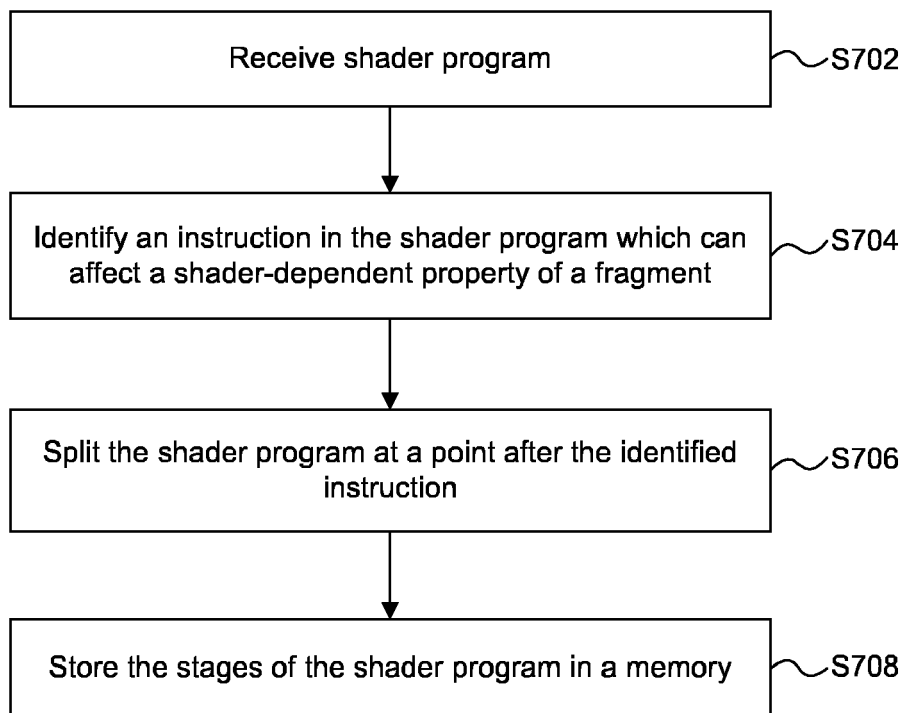 Receive shader program
S702
Identify an instruction in the shader program which can
affect a shader-dependent property of a fragment
S704
Split the shader program at a point after the identified
instruction
S706
Store the stages of the shader program in a memory
S708